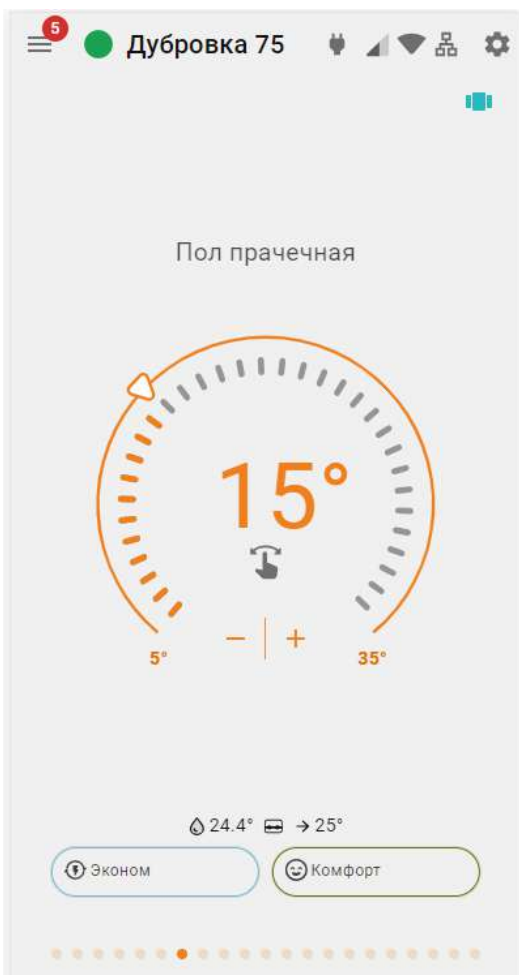 5
Дубровка 75
Пол прачечная
15°
− +
5° 35°
24.4° → 25°
Эконом Комфорт